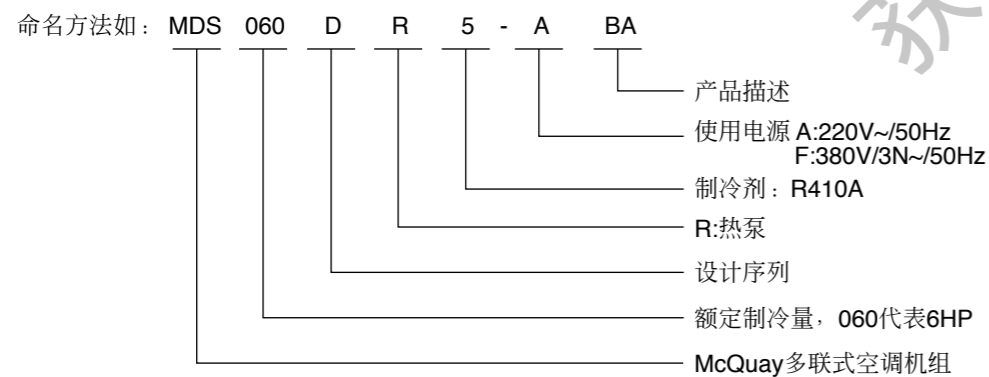 命名方法如：MDS 060 D R 5 - A BA
产品描述
使用电源 A:220V~/50Hz
F:380V/3N~/50Hz
制冷剂：R410A
R:热泵
设计序列
额定制冷量，060代表6HP
McQuay多联式空调机组